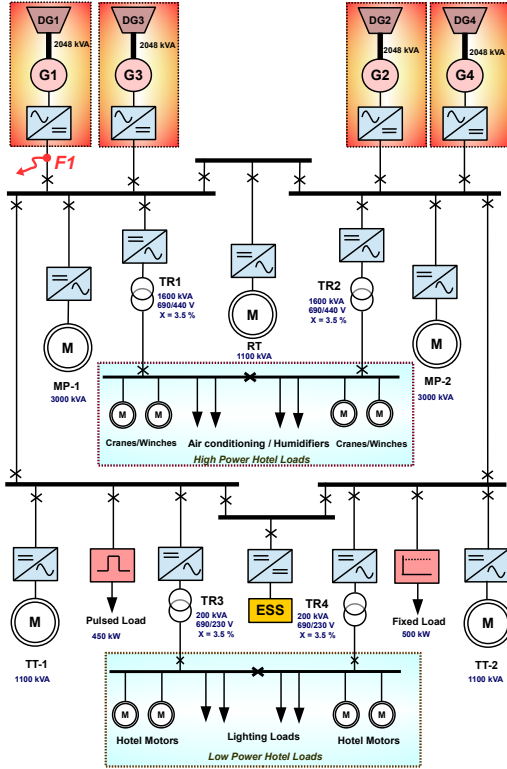 DG1
DG3
DG2
DG4
2048 kVA
2048 kVA
2048 kVA
2048 kVA
G1
G3
G2
G4
F1
TR1
1600 kVA
690/440 V
X = 3.5 %
TR2
1600 kVA
690/440 V
X = 3.5 %
M
MP-1
3000 kVA
M
RT
1100 kVA
M
MP-2
3000 kVA
M
M
M
M
Cranes/Winches
Air conditioning / Humidifiers
Cranes/Winches
High Power Hotel Loads
M
TT-1
1100 kVA
Pulsed Load
450 kW
TR3
200 kVA
690/230 V
X = 3.5 %
ESS
TR4
200 kVA
690/230 V
X = 3.5 %
Fixed Load
500 kW
M
TT-2
1100 kVA
M
M
M
M
Hotel Motors
Lighting Loads
Hotel Motors
Low Power Hotel Loads